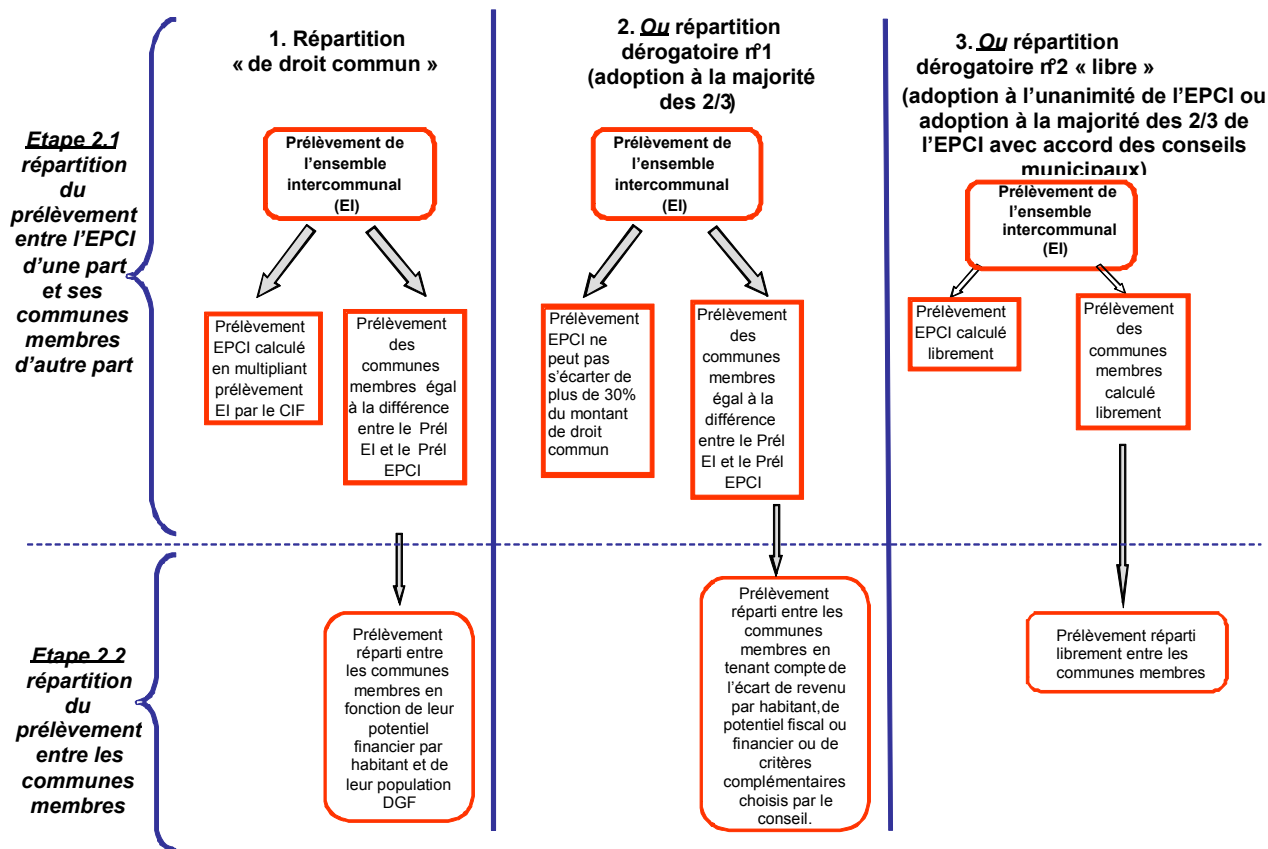 1. Répartition
« de droit commun »
2. Ou répartition
dérogatoire n°1
(adoption à la majorité
des 2/3)
3. Ou répartition
dérogatoire n°2 « libre »
(adoption à l'unanimité de l'EPCI ou
adoption à la majorité des 2/3 de
l'EPCI avec accord des conseils
municipaux)
Etape 2.1
répartition
du
prélèvement
entre l'EPCI
d'une part
et ses
communes
membres
d'autre part
Prélèvement de
l'ensemble
intercommunal
(EI)
Prélèvement
EPCI calculé
en multipliant
prélèvement
EI par le CIF
Prélèvement
des
communes
membres égal
à la différence
entre le Prél
EI et le Prél
EPCI
Prélèvement de
l'ensemble
intercommunal
(EI)
Prélèvement
EPCI ne
peut pas
s'écarter de
plus de 30%
du montant
de droit
commun
Prélèvement
des
communes
membres
égal à la
différence
entre le Prél
EI et le Prél
EPCI
Prélèvement de
l'ensemble
intercommunal
(EI)
Prélèvement
EPCI calculé
librement
Prélèvement
des
communes
membres
calculé
librement
Etape 2.2
répartition
du
prélèvement
entre les
communes
membres
Prélèvement
réparti entre
les communes
membres en
fonction de leur
potentiel
financier par
habitant et de
leur population
DGF
Prélèvement
réparti entre les
communes
membres en
tenant compte de
l'écart de revenu
par habitant, de
potentiel fiscal ou
financier ou de
critères
complémentaires
choisis par le
conseil.
Prélèvement réparti
librement entre les
communes membres